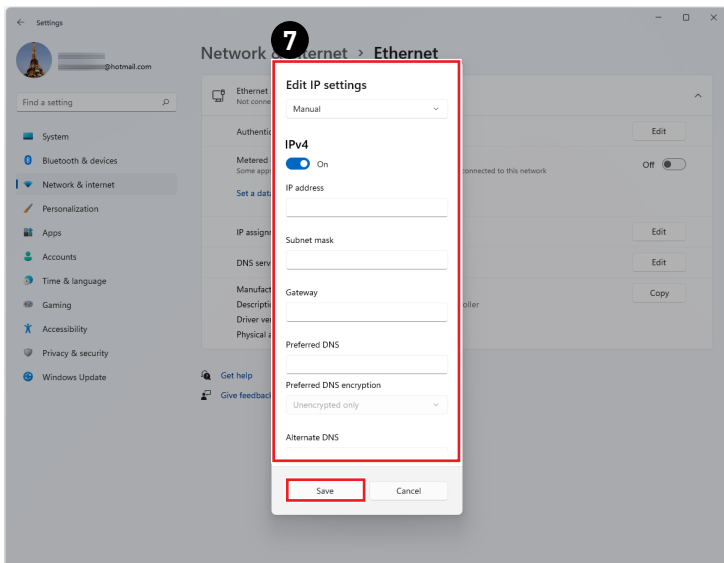 Settings
7
@hotmail.com
Network & Internet > Ethernet
Find a setting
System
Bluetooth & devices
Network & internet
Personalization
Apps
Accounts
Time & language
Gaming
Accessibility
Privacy & security
Windows Update
Ethernet
Not conne
Authentic
Edit
Metered
Some app
connected to this network
Off
Set a data
IP assign
Edit
DNS serv
Edit
Manufact
Copy
Descripti
oller
Driver ve
Physical a
Get help
Give feedback
Edit IP settings
Manual
IPv4
On
IP address
Subnet mask
Gateway
Preferred DNS
Preferred DNS encryption
Unencrypted only
Alternate DNS
Save
Cancel